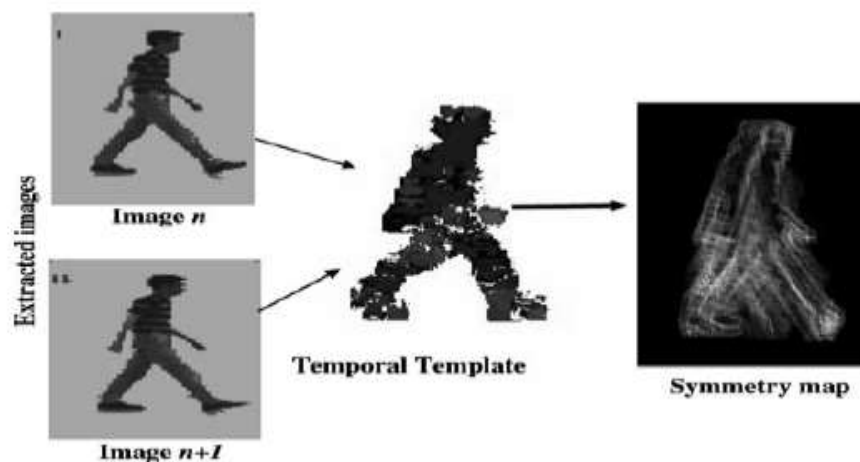 Extracted images
Image n
Image n+1
Temporal Template
Symmetry map